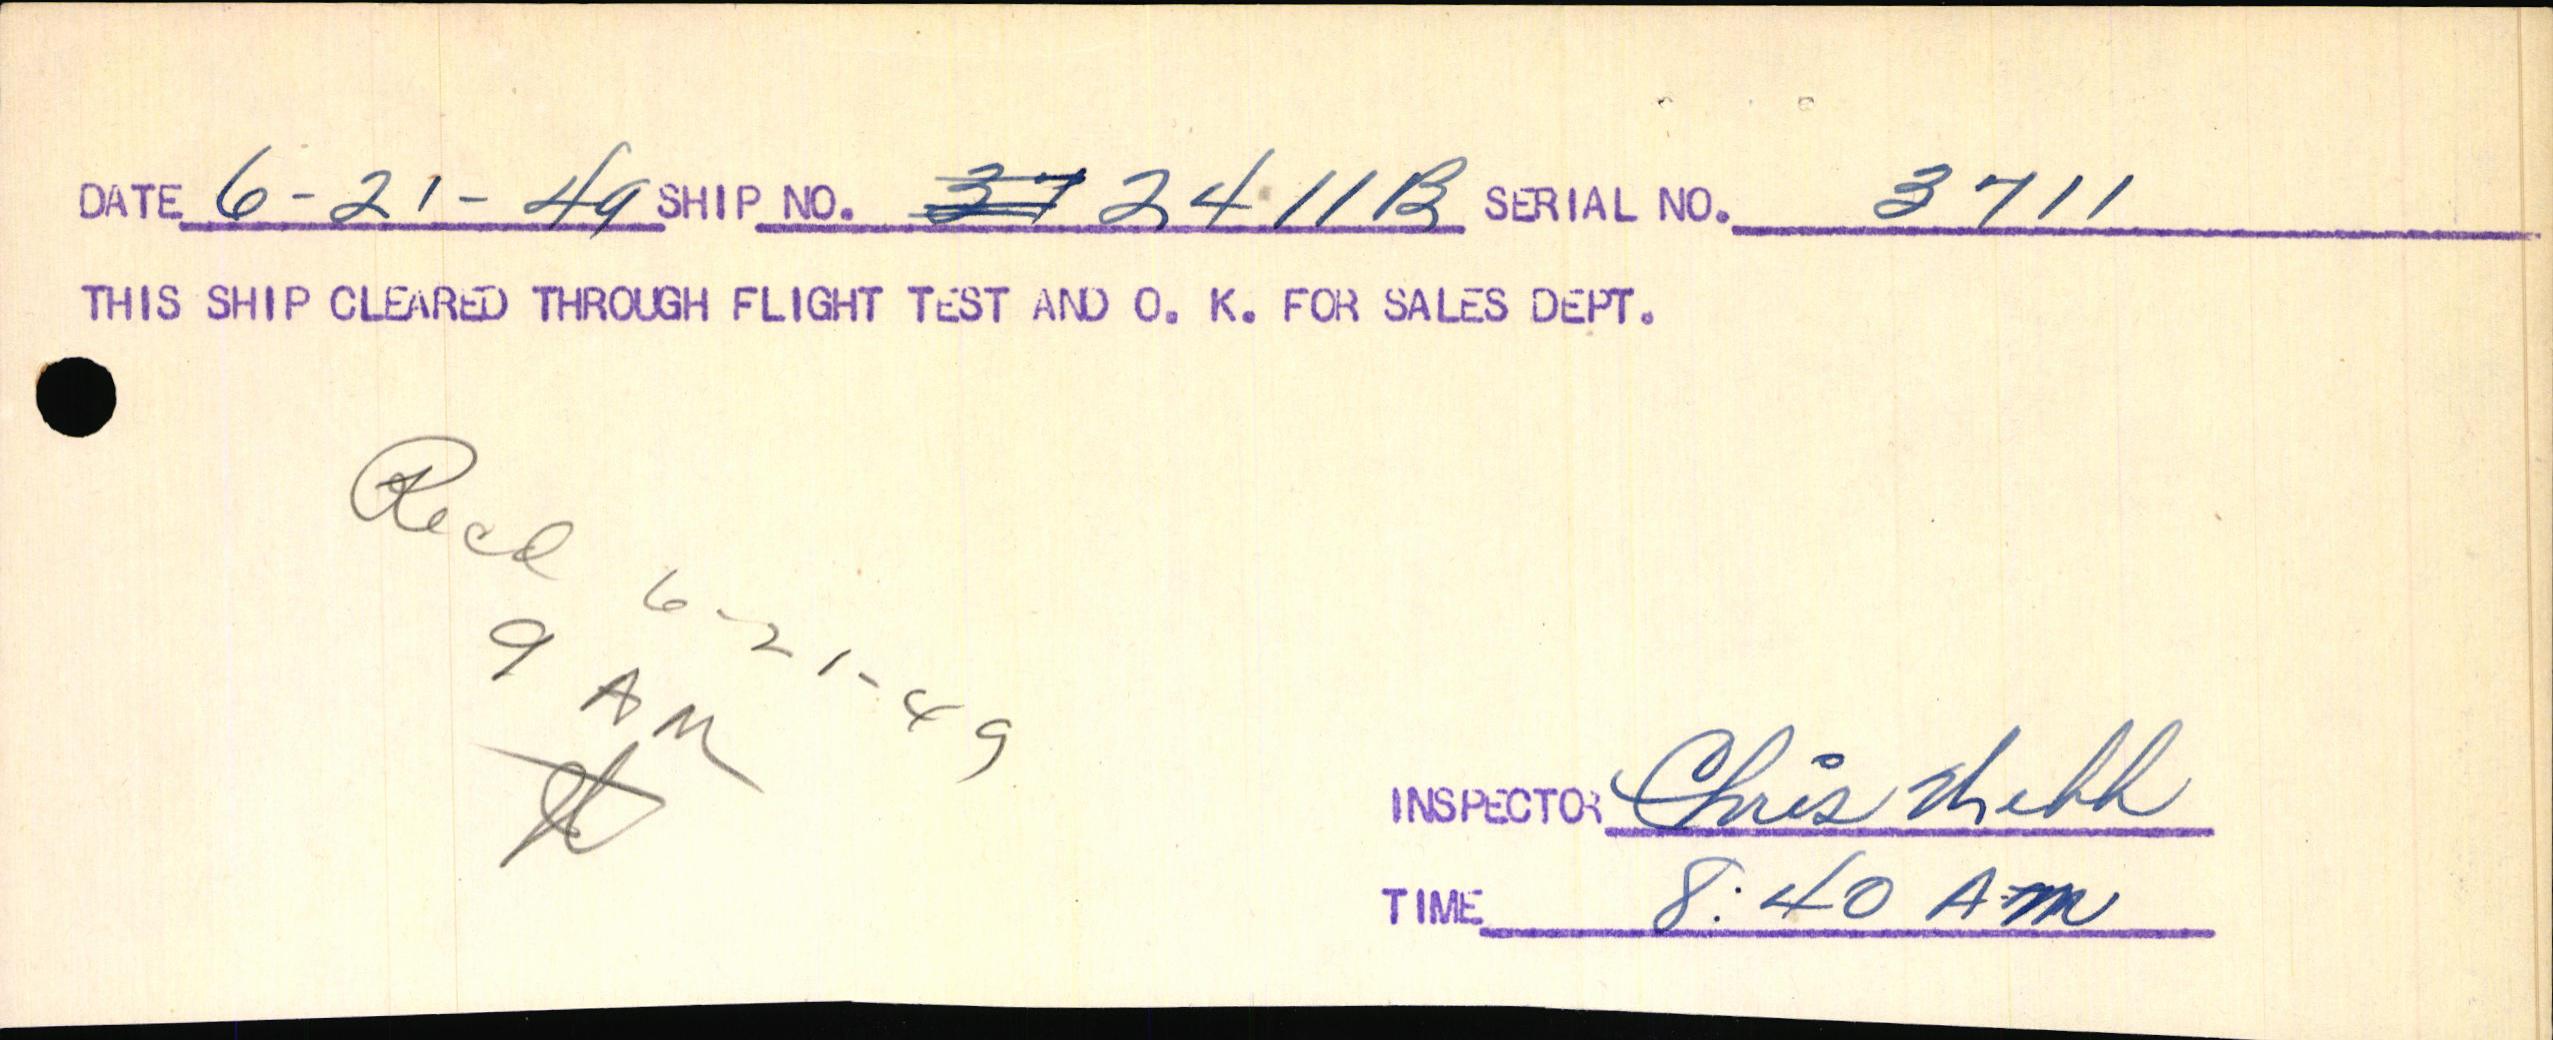 DATE 6-21-49 SHIP NO. 37 2411B SERIAL NO. 3711
THIS SHIP CLEARED THROUGH FLIGHT TEST AND O. K. FOR SALES DEPT.
Recd 6-21-49
9 AM
INSPECTOR Chris
TIME 8:40 AM